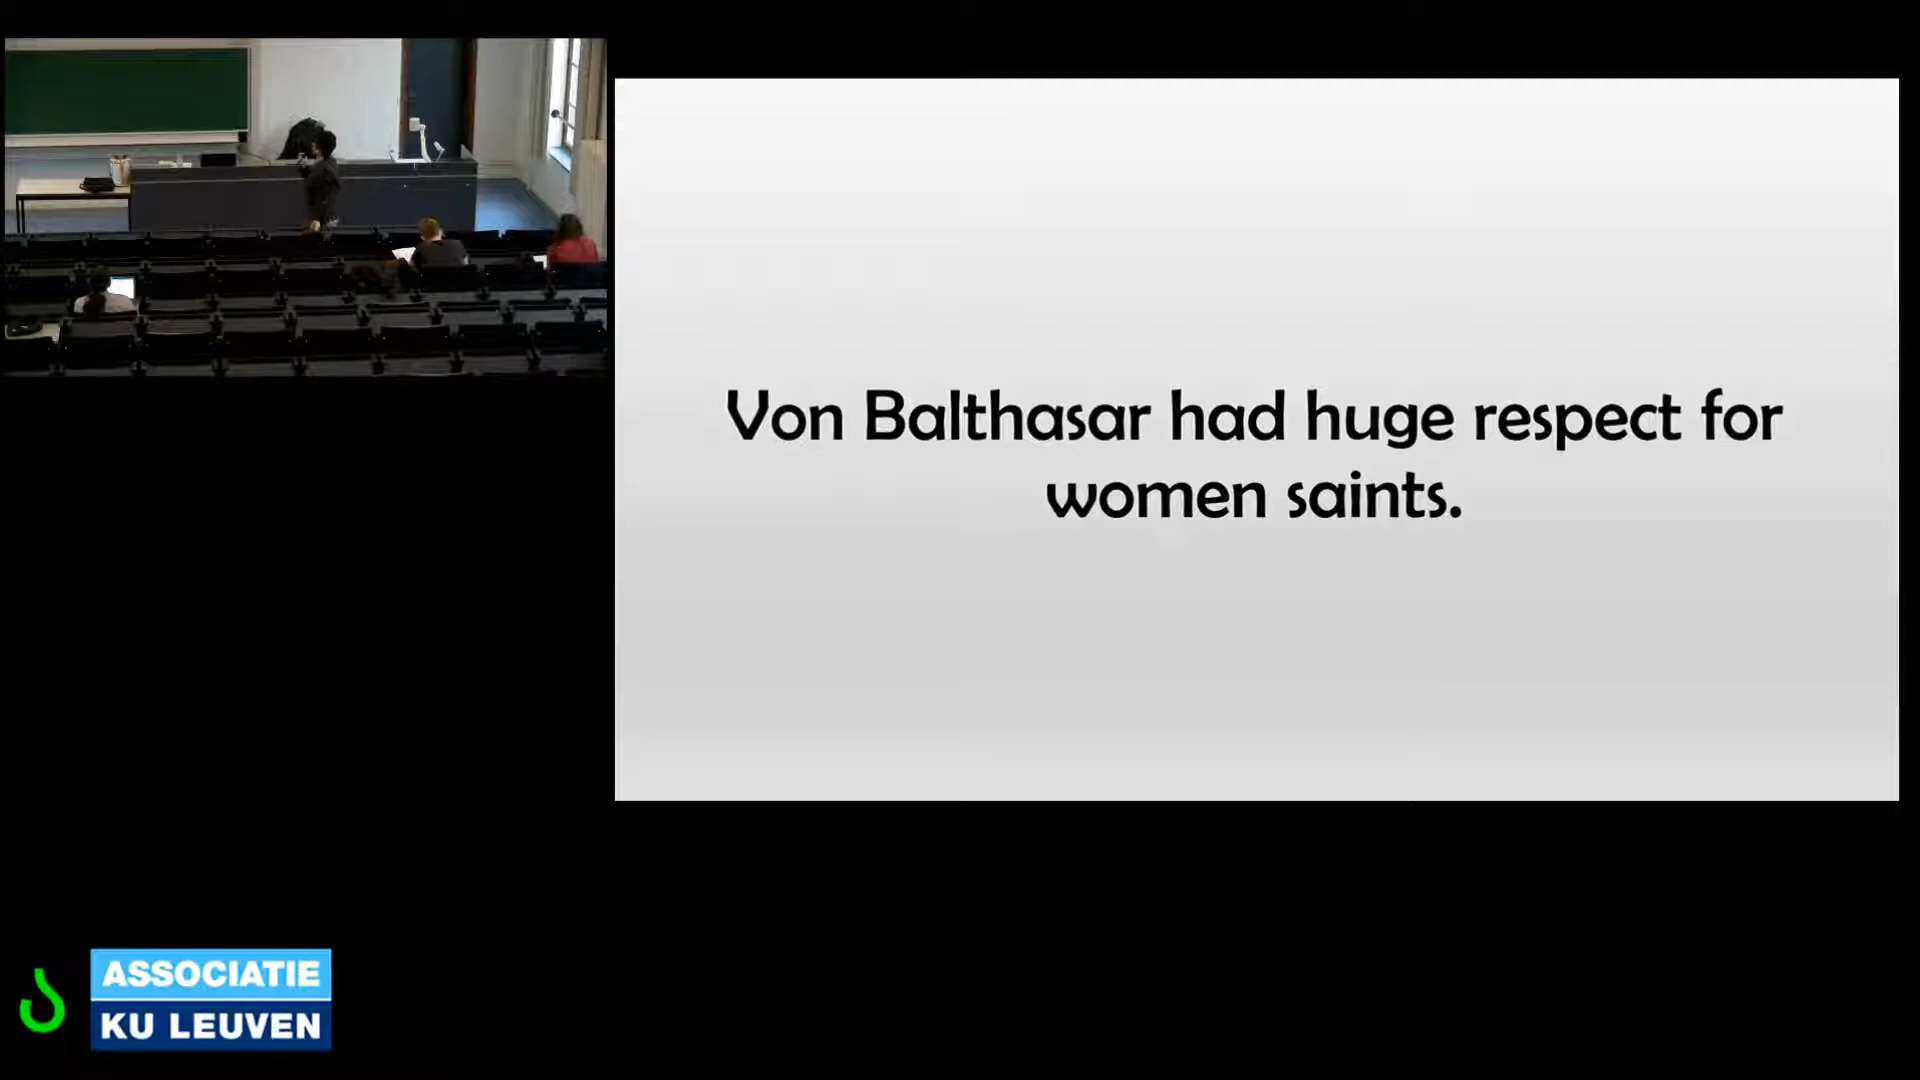 Von Balthasar had huge respect for
women saints.
ASSOCIATIE
KU LEUVEN